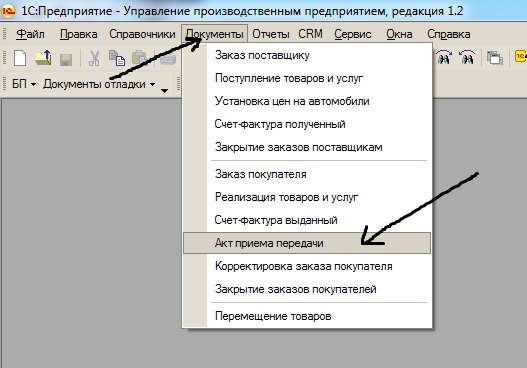 1С:Предприятие - Управление производственным предприятием, редакция 1.2
Файл Правка Справочники Документы Отчеты CRM Сервис Окна Справка
БП Документы отладки
Заказ поставщику
Поступление товаров и услуг
Установка цен на автомобили
Счет-фактура полученный
Закрытие заказов поставщикам
Заказ покупателя
Реализация товаров и услуг
Счет-фактура выданный
Акт приема передачи
Корректировка заказа покупателя
Закрытие заказов покупателей
Перемещение товаров